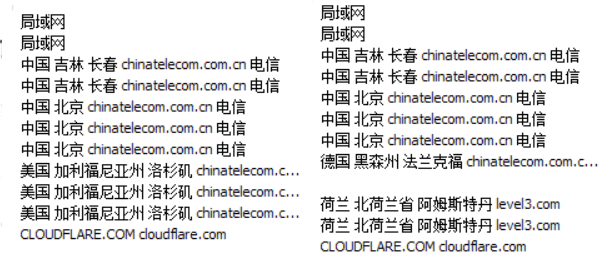 局域网
局域网
中国 吉林 长春 chinatelecom.com.cn 电信
中国 吉林 长春 chinatelecom.com.cn 电信
中国 北京 chinatelecom.com.cn 电信
中国 北京 chinatelecom.com.cn 电信
中国 北京 chinatelecom.com.cn 电信
美国 加利福尼亚州 洛杉矶 chinatelecom.c...
美国 加利福尼亚州 洛杉矶 chinatelecom.c...
美国 加利福尼亚州 洛杉矶 chinatelecom.c...
CLOUDFLARE.COM cloudflare.com
局域网
局域网
中国 吉林 长春 chinatelecom.com.cn 电信
中国 吉林 长春 chinatelecom.com.cn 电信
中国 北京 chinatelecom.com.cn 电信
中国 北京 chinatelecom.com.cn 电信
中国 北京 chinatelecom.com.cn 电信
德国 黑森州 法兰克福 chinatelecom.com.c...
荷兰 北荷兰省 阿姆斯特丹 level3.com
荷兰 北荷兰省 阿姆斯特丹 level3.com
CLOUDFLARE.COM cloudflare.com